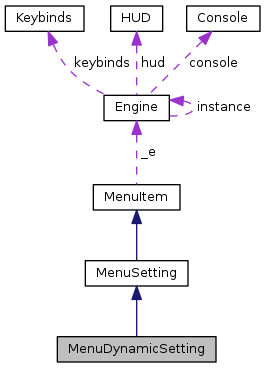 Keybinds HUD Console
keybinds hud console
Engine instance
_e
MenuItem
MenuSetting
MenuDynamicSetting